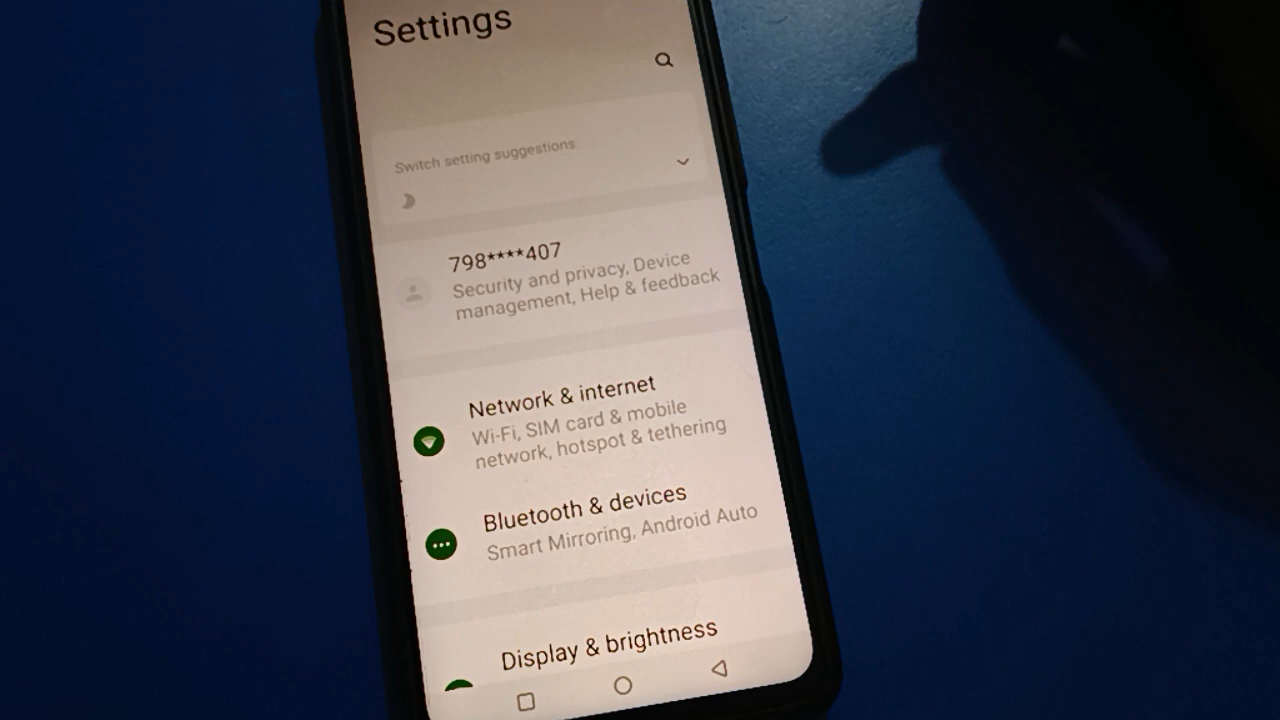 Settings
Switch setting suggestions
798****407
Security and privacy, Device
management, Help & feedback
Network & internet
Wi-Fi, SIM card & mobile
network, hotspot & tethering
Bluetooth & devices
Smart Mirroring, Android Auto
Display & brightness